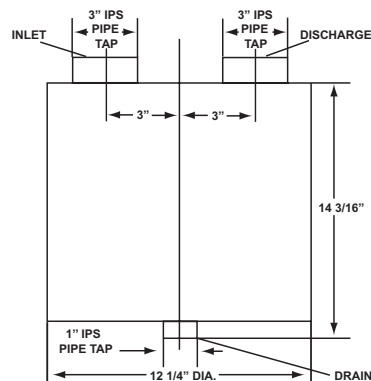 3” IPS
PIPE
TAP
3” IPS
PIPE
TAP
INLET
DISCHARGE
3”
3”
14 3/16”
1” IPS
PIPE TAP
12 1/4” DIA.
DRAIN